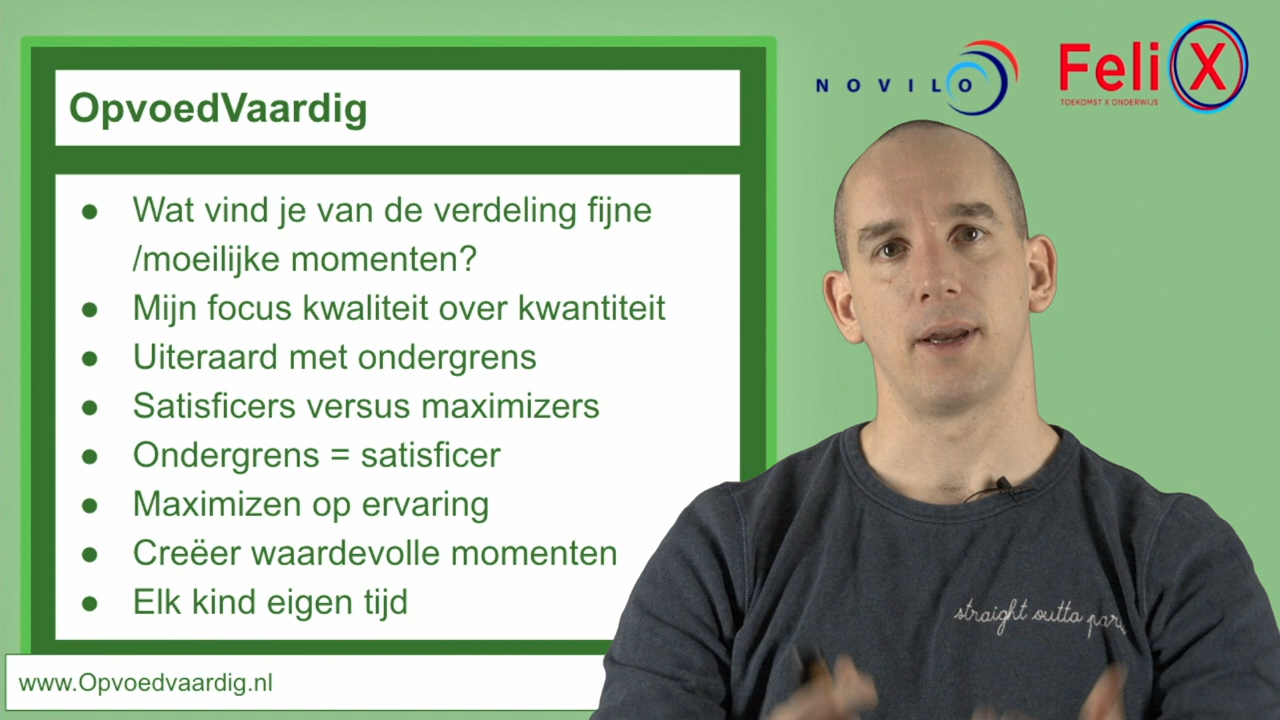 OpvoedVaardig
Wat vind je van de verdeling fijne
/moeilijke momenten?
Mijn focus kwaliteit over kwantiteit
Uiteraard met ondergrens
Satisficers versus maximizers
Ondergrens = satisficer
Maximizen op ervaring
Creëer waardevolle momenten
Elk kind eigen tijd
www.Opvoedvaardig.nl
NOVILO
FeliX
TOEKOMST X ONDERWIJS
straight outta